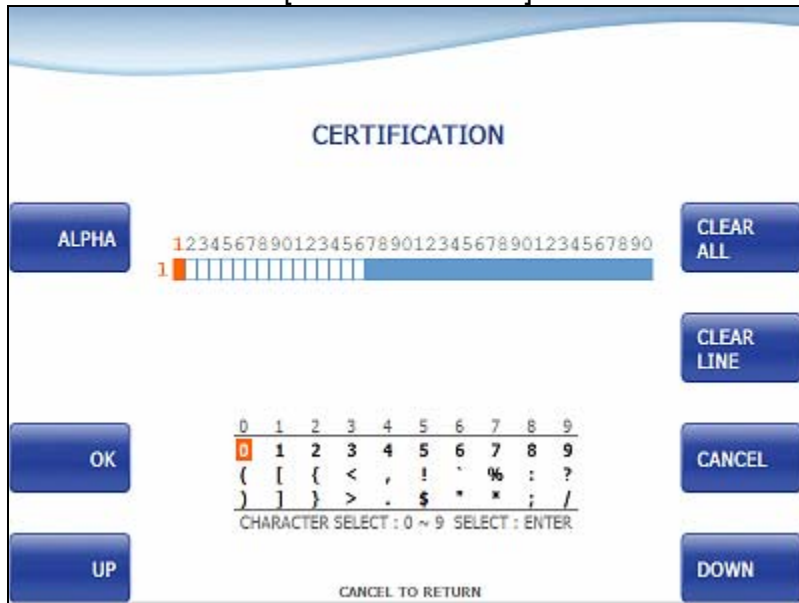 CERTIFICATION
ALPHA
1234567890123456789012345678901234567890
CLEAR
ALL
1
CLEAR
LINE
0 1 2 3 4 5 6 7 8 9
0 1 2 3 4 5 6 7 8 9
( [ { < , ! ` % : ?
) ] } > . $ " * ; /
CHARACTER SELECT : 0 ~ 9 SELECT : ENTER
OK
CANCEL
UP
DOWN
CANCEL TO RETURN